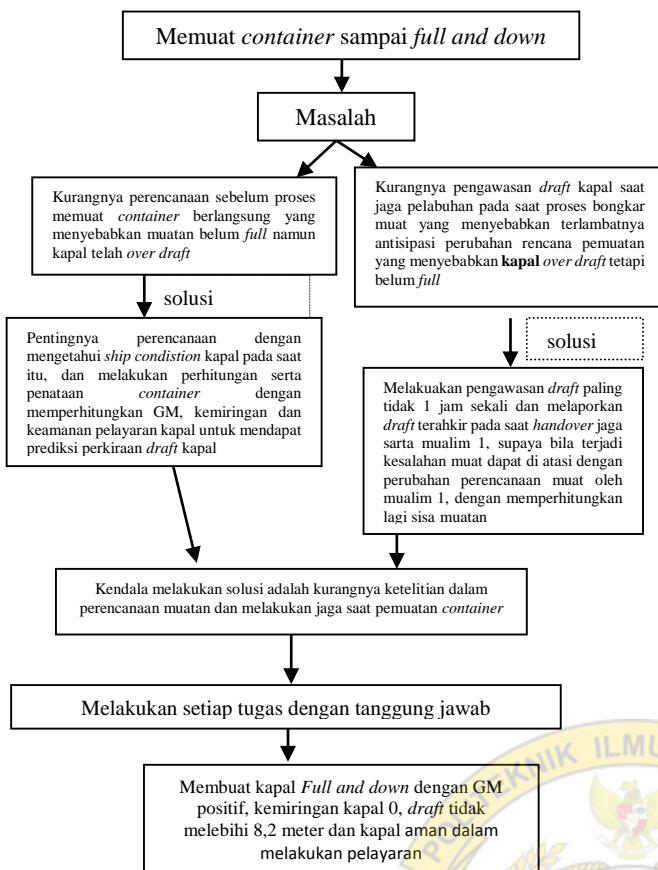 Memuat container sampai full and down
Masalah
Kurangnya perencanaan sebelum proses
memuat container berlangsung yang
menyebabkan muatan belum full namun
kapal telah over draft
Kurangnya pengawasan draft kapal saat
jaga pelabuhan pada saat proses bongkar
muat yang menyebabkan terlambatnya
antisipasi perubahan rencana pemuatan
yang menyebabkan kapal over draft tetapi
belum full
solusi
solusi
Pentingnya perencanaan dengan
mengetahui ship condistion kapal pada saat
itu, dan melakukan perhitungan serta
penataan container dengan
memperhitungkan GM, kemiringan dan
keamanan pelayaran kapal untuk mendapat
prediksi perkiraan draft kapal
Melakuakan pengawasan draft paling
tidak 1 jam sekali dan melaporkan
draft terahkir pada saat handover jaga
sarta mualim 1, supaya bila terjadi
kesalahan muat dapat di atasi dengan
perubahan perencanaan muat oleh
mualim 1, dengan memperhitungkan
lagi sisa muatan
Kendala melakukan solusi adalah kurangnya ketelitian dalam
perencanaan muatan dan melakukan jaga saat pemuatan container
Melakukan setiap tugas dengan tanggung jawab
Membuat kapal Full and down dengan GM
positif, kemiringan kapal 0, draft tidak
melebihi 8,2 meter dan kapal aman dalam
melakukan pelayaran
POLITEKNIK ILMU